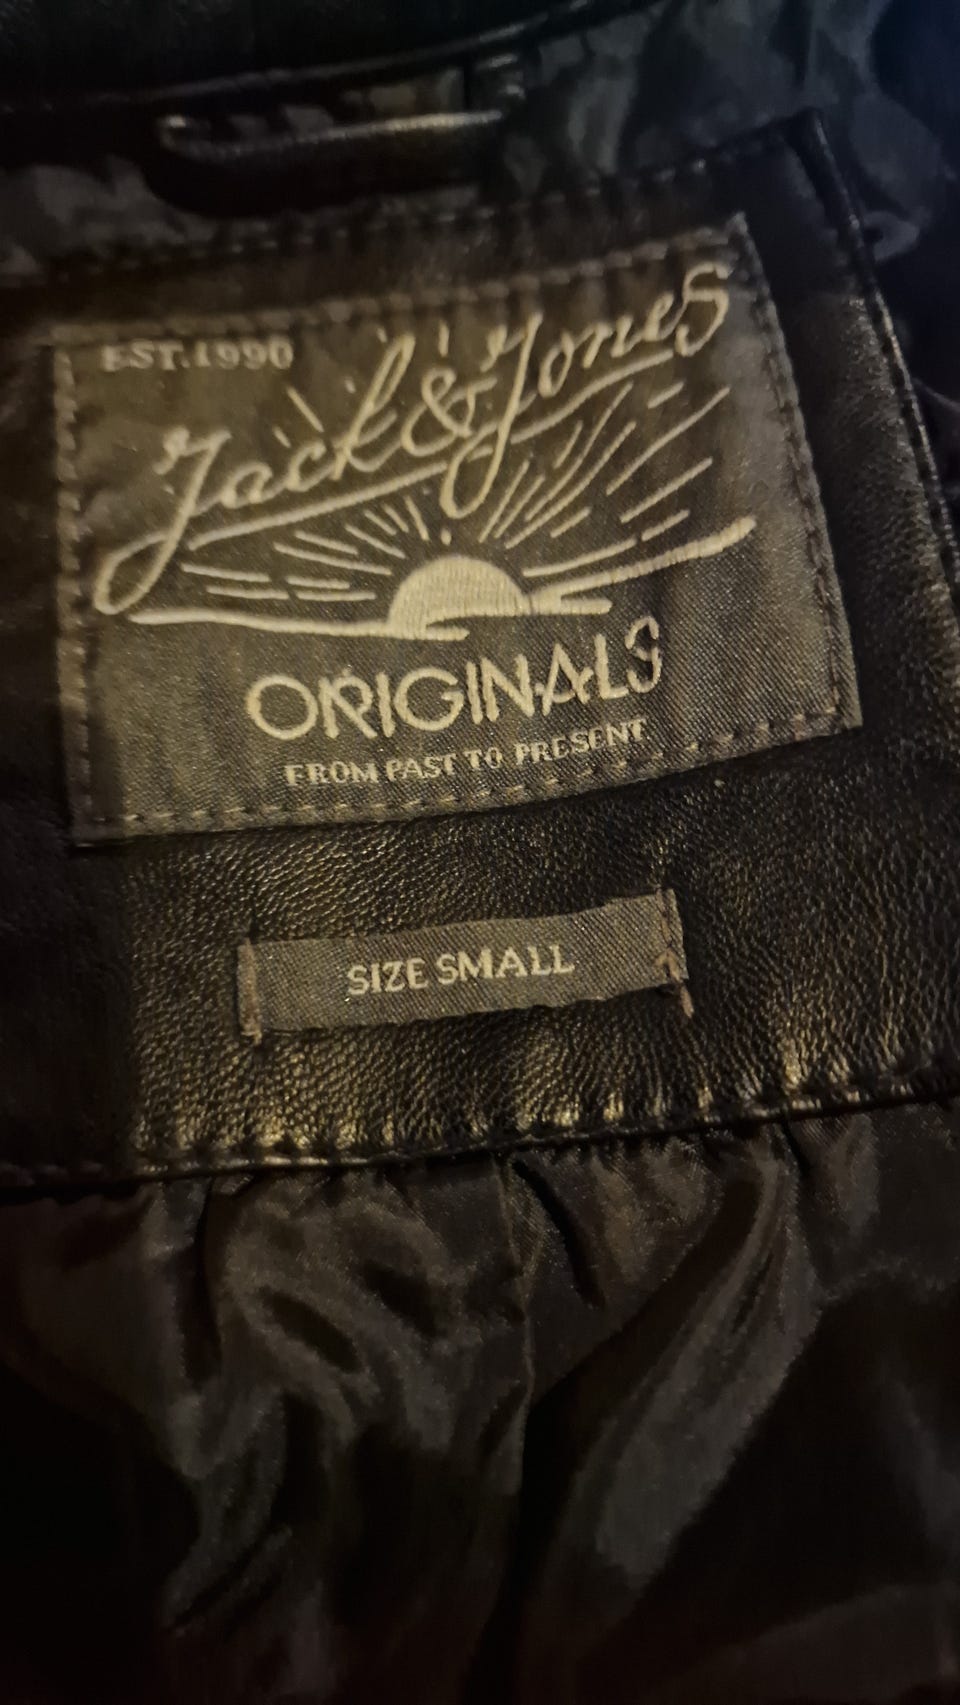 EST.1990
Jack & Jones
ORIGINALS
FROM PAST TO PRESENT
SIZE SMALL